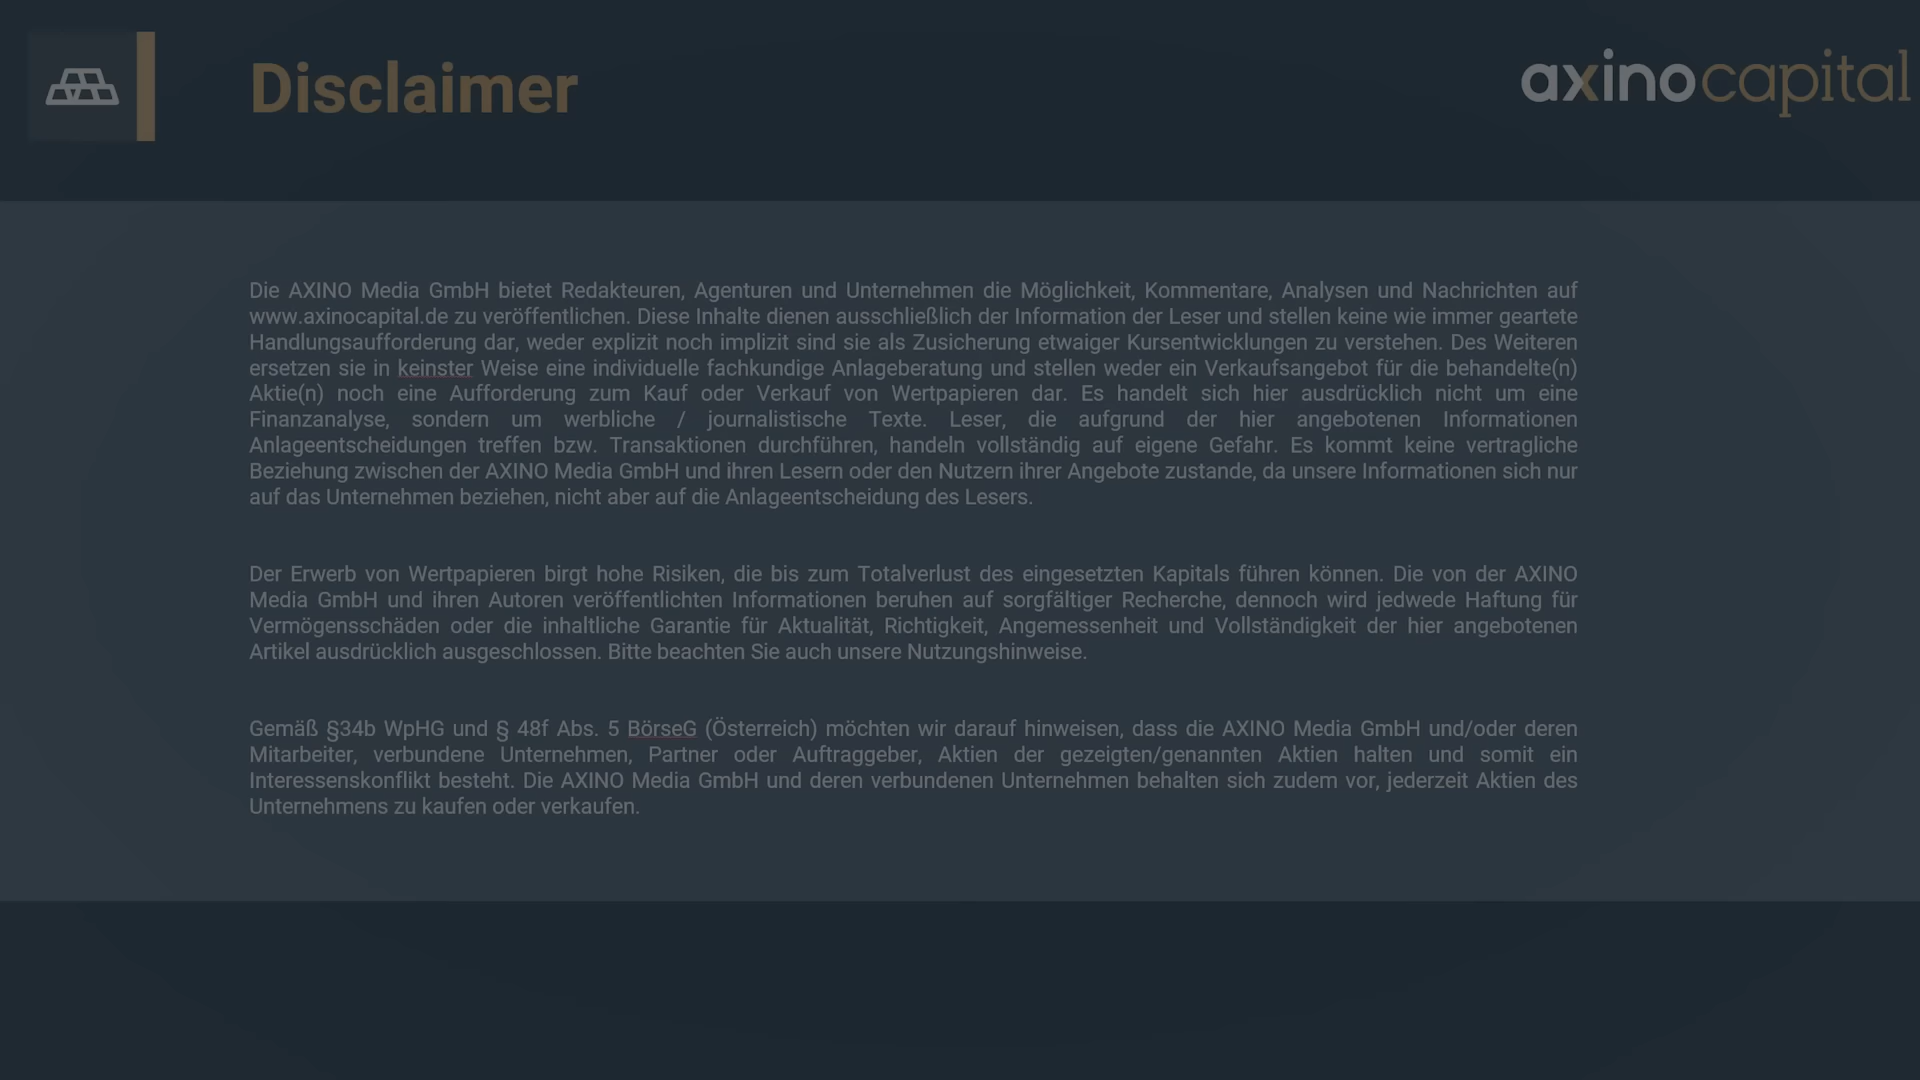 Disclaimer
axinocapital
Die AXINO Media GmbH bietet Redakteuren, Agenturen und Unternehmen die Möglichkeit, Kommentare, Analysen und Nachrichten auf
www.axinocapital.de zu veröffentlichen. Diese Inhalte dienen ausschließlich der Information der Leser und stellen keine wie immer geartete
Handlungsaufforderung dar, weder explizit noch implizit sind sie als Zusicherung etwaiger Kursentwicklungen zu verstehen. Des Weiteren
ersetzen sie in keinster Weise eine individuelle fachkundige Anlageberatung und stellen weder ein Verkaufsangebot für die behandelte(n)
Aktie(n) noch eine Aufforderung zum Kauf oder Verkauf von Wertpapieren dar. Es handelt sich hier ausdrücklich nicht um eine
Finanzanalyse, sondern um werbliche / journalistische Texte. Leser, die aufgrund der hier angebotenen Informationen
Anlageentscheidungen treffen bzw. Transaktionen durchführen, handeln vollständig auf eigene Gefahr. Es kommt keine vertragliche
Beziehung zwischen der AXINO Media GmbH und ihren Lesern oder den Nutzern ihrer Angebote zustande, da unsere Informationen sich nur
auf das Unternehmen beziehen, nicht aber auf die Anlageentscheidung des Lesers.
Der Erwerb von Wertpapieren birgt hohe Risiken, die bis zum Totalverlust des eingesetzten Kapitals führen können. Die von der AXINO
Media GmbH und ihren Autoren veröffentlichten Informationen beruhen auf sorgfältiger Recherche, dennoch wird jedwede Haftung für
Vermögensschäden oder die inhaltliche Garantie für Aktualität, Richtigkeit, Angemessenheit und Vollständigkeit der hier angebotenen
Artikel ausdrücklich ausgeschlossen. Bitte beachten Sie auch unsere Nutzungshinweise.
Gemäß §34b WpHG und § 48f Abs. 5 BörseG (Österreich) möchten wir darauf hinweisen, dass die AXINO Media GmbH und/oder deren
Mitarbeiter, verbundene Unternehmen, Partner oder Auftraggeber, Aktien der gezeigten/genannten Aktien halten und somit ein
Interessenskonflikt besteht. Die AXINO Media GmbH und deren verbundenen Unternehmen behalten sich zudem vor, jederzeit Aktien des
Unternehmens zu kaufen oder verkaufen.